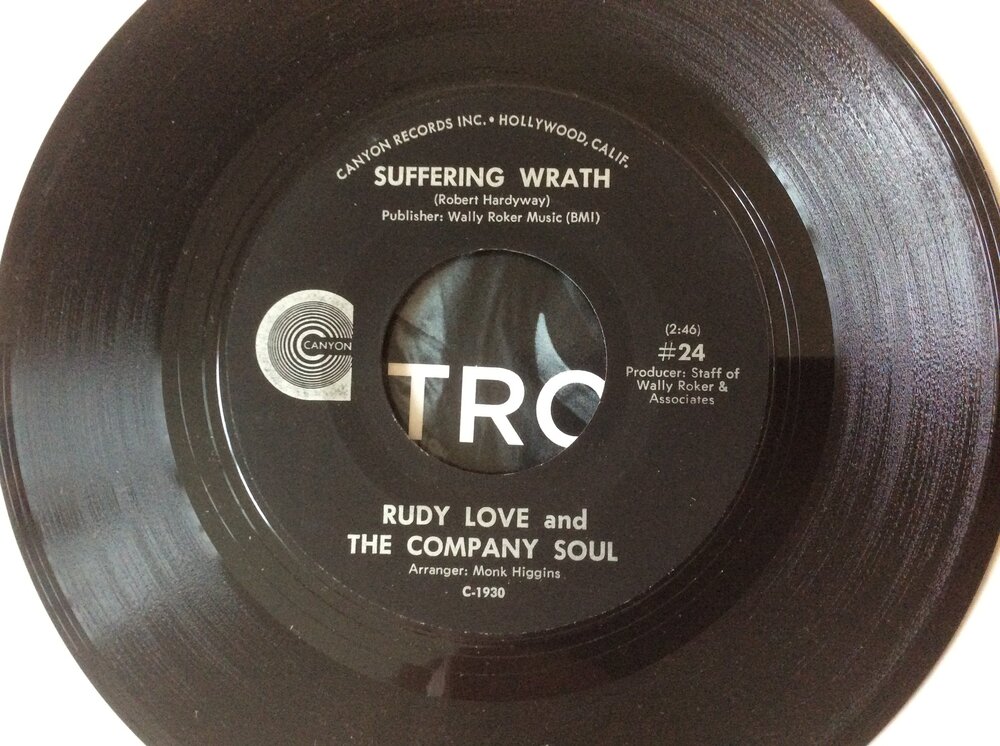 CANYON RECORDS INC. • HOLLYWOOD, CALIF.
SUFFERING WRATH
(Robert Hardyway)
Publisher: Wally Roker Music (BMI)
CANYON
(2:46)
#24
Producer: Staff of
Wally Roker &
Associates
TRO
RUDY LOVE and
THE COMPANY SOUL
Arranger: Monk Higgins
C-1930